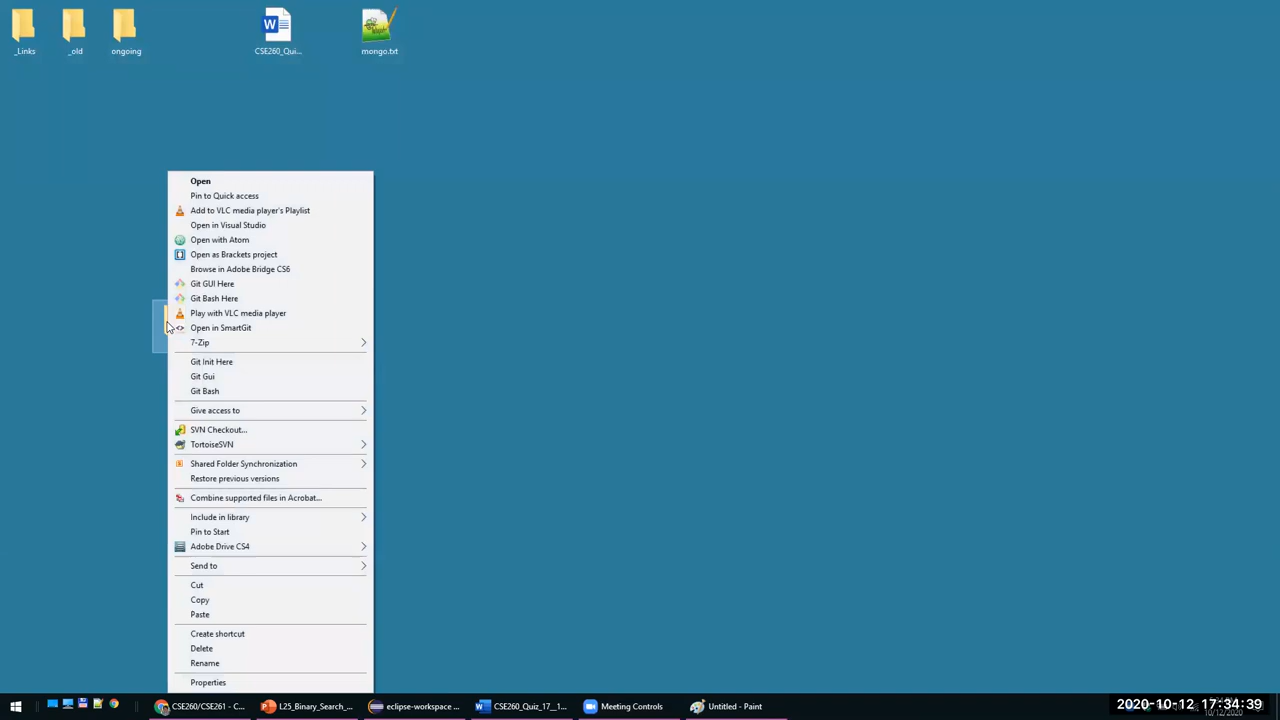 _Links
_old
ongoing
CSE260_Qui...
mongo.txt
Open
Pin to Quick access
Add to VLC media player's Playlist
Open in Visual Studio
Open with Atom
Open as Brackets project
Browse in Adobe Bridge CS6
Git GUI Here
Git Bash Here
Play with VLC media player
Open in SmartGit
7-Zip
Git Init Here
Git Gui
Git Bash
Give access to
SVN Checkout...
TortoiseSVN
Shared Folder Synchronization
Restore previous versions
Combine supported files in Acrobat...
Include in library
Pin to Start
Adobe Drive CS4
Send to
Cut
Copy
Paste
Create shortcut
Delete
Rename
Properties
CSE260/CSE261 - C...
L25_Binary_Search_...
eclipse-workspace ...
CSE260_Quiz_17__1...
Meeting Controls
Untitled - Paint
2020-10-12 17:34:39
10/12/2020